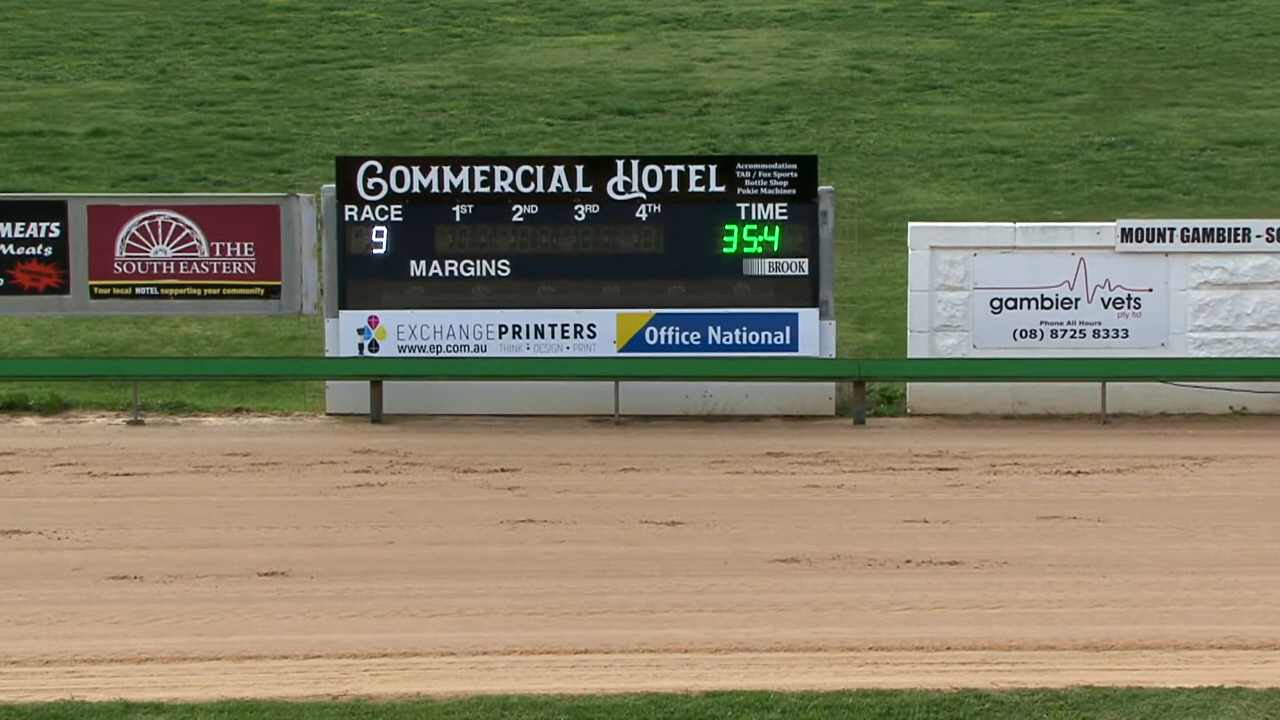 MEATS
Meats
THE
SOUTH EASTERN
Your local HOTEL supporting your community
COMMERCIAL HOTEL
Accommodation
TAB / Fox Sports
Bottle Shop
Pokie Machines
RACE 1ST 2ND 3RD 4TH TIME
9 35:4
MARGINS
BROOK
EXCHANGEPRINTERS
www.ep.com.au THINK • DESIGN • PRINT
Office National
MOUNT GAMBIER - SO
gambier vets
pty ltd
Phone All Hours
(08) 8725 8333